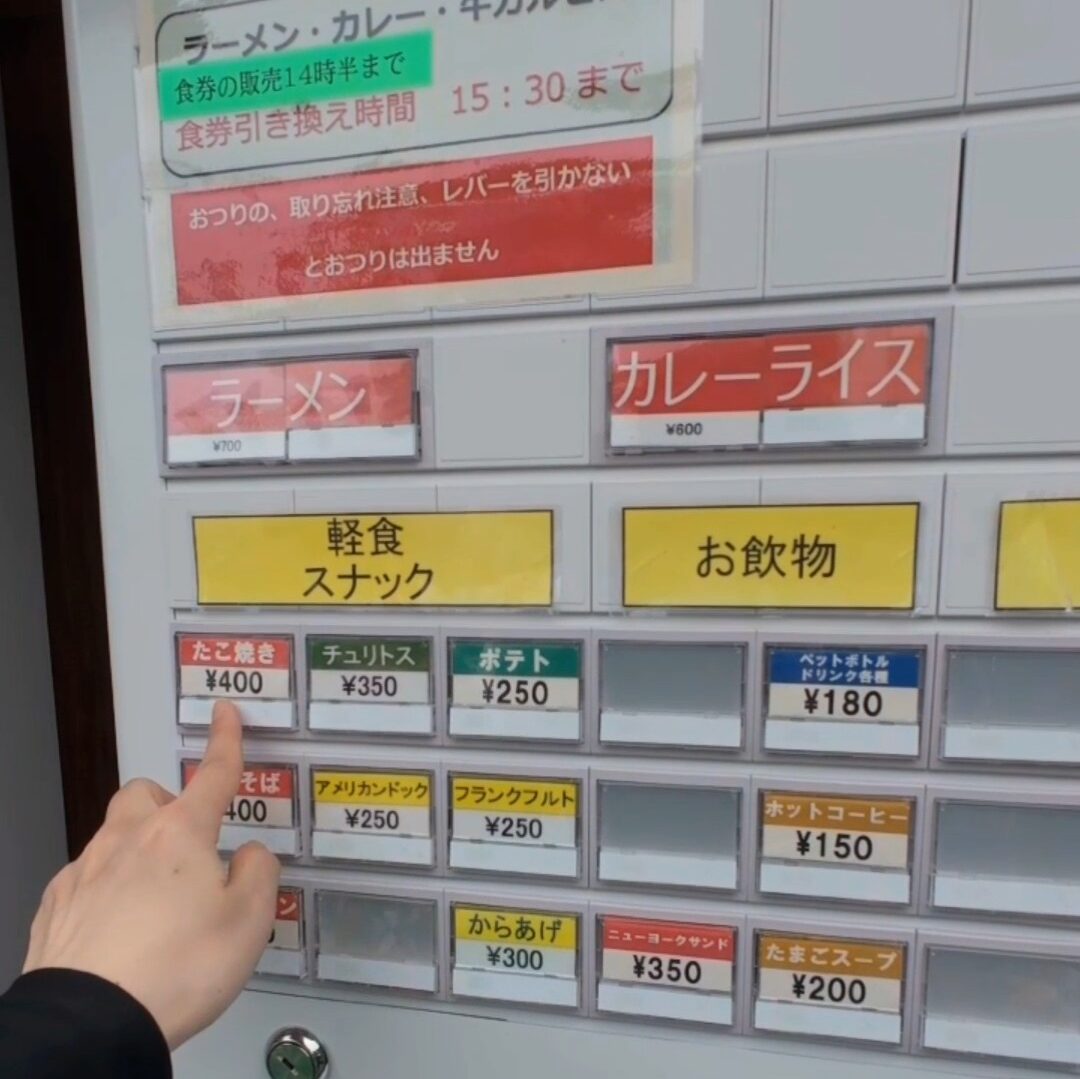 ラーメン・カレー・牛カルビ
食券の販売14時半まで
食券引き換え時間 15：30まで
おつりの、取り忘れ注意、レバーを引かない
とおつりは出ません
ラーメン
¥700
カレーライス
¥600
軽食
スナック
お飲物
たこ焼き
¥400
チュリトス
¥350
ポテト
¥250
ペットボトル
ドリンク各種
¥180
そば
400
アメリカンドック
¥250
フランクフルト
¥250
ホットコーヒー
¥150
ン
からあげ
¥300
ニューヨークサンド
¥350
たまごスープ
¥200